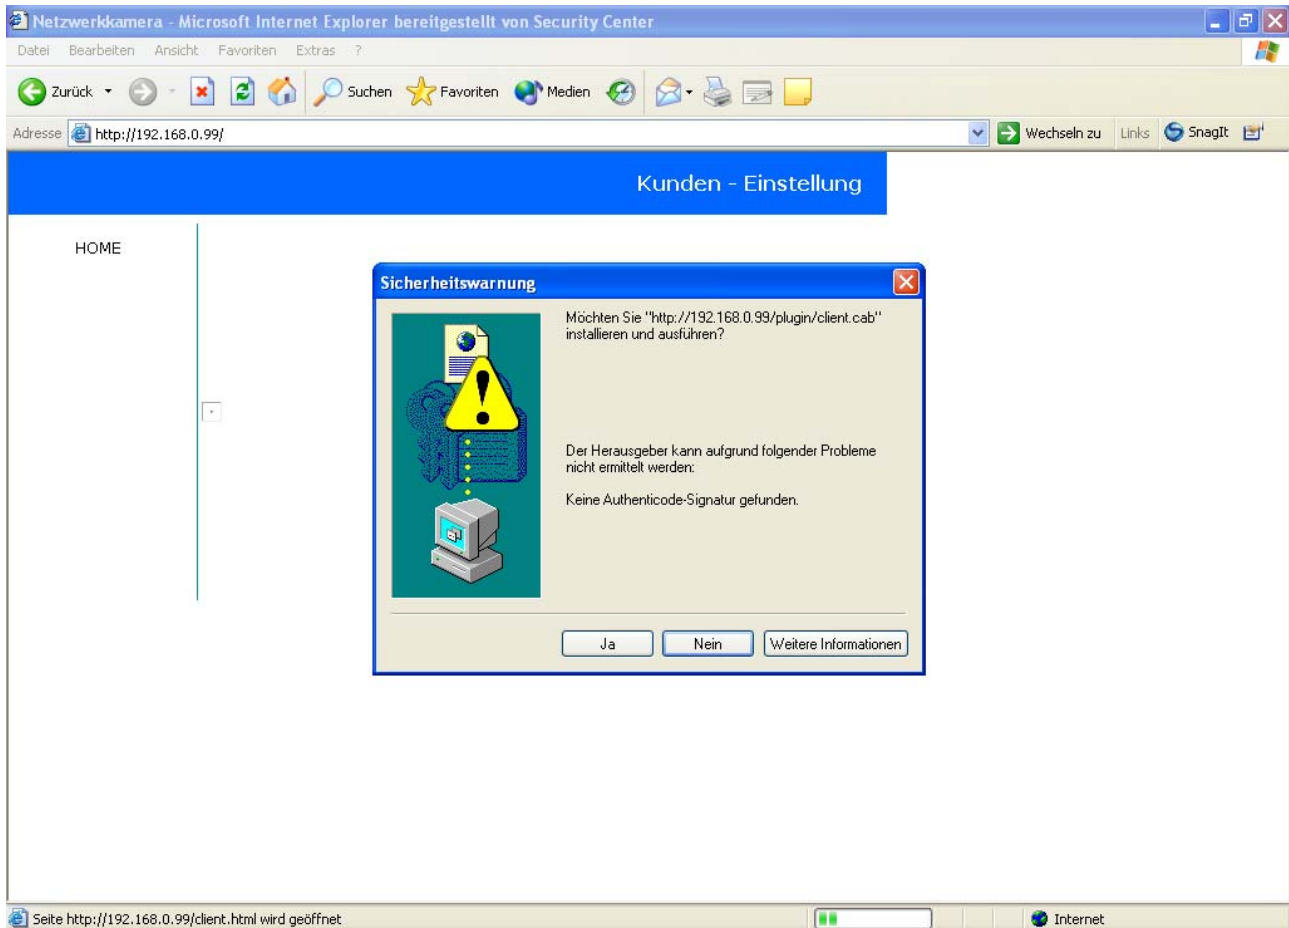 Netzwerkkamera - Microsoft Internet Explorer bereitgestellt von Security Center
Datei Bearbeiten Ansicht Favoriten Extras ?
Zurück Suchen Favoriten Medien
Adresse http://192.168.0.99/ Wechseln zu Links SnagIt
Kunden - Einstellung
HOME
Sicherheitswarnung
Möchten Sie "http://192.168.0.99/plugin/client.cab"
installieren und ausführen?
Der Herausgeber kann aufgrund folgender Probleme
nicht ermittelt werden:
Keine Authenticode-Signatur gefunden.
Ja Nein Weitere Informationen
Seite http://192.168.0.99/client.html wird geöffnet Internet